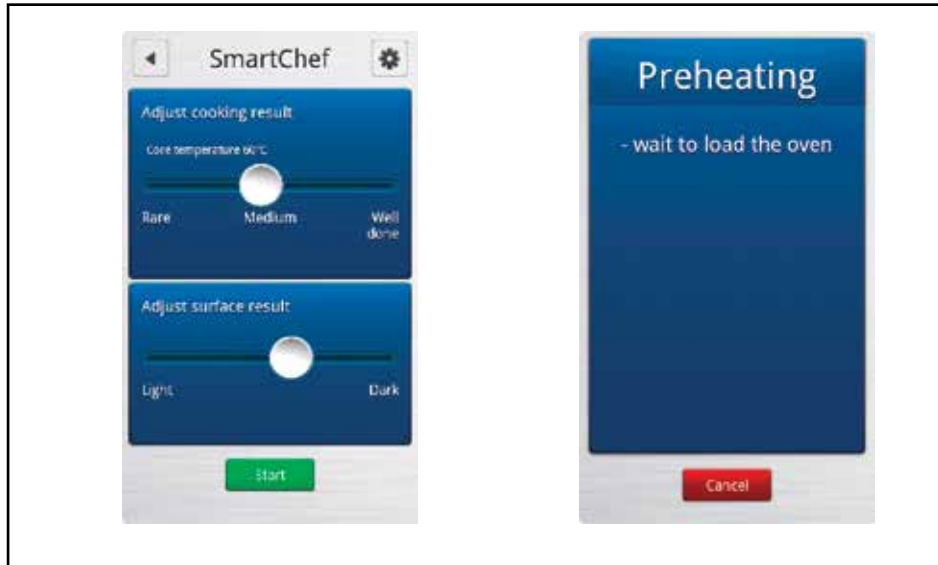 SmartChef
Adjust cooking result
Core temperature 60°C
Rare Medium Well
done
Adjust surface result
Light Dark
Start
Preheating
- wait to load the oven
Cancel